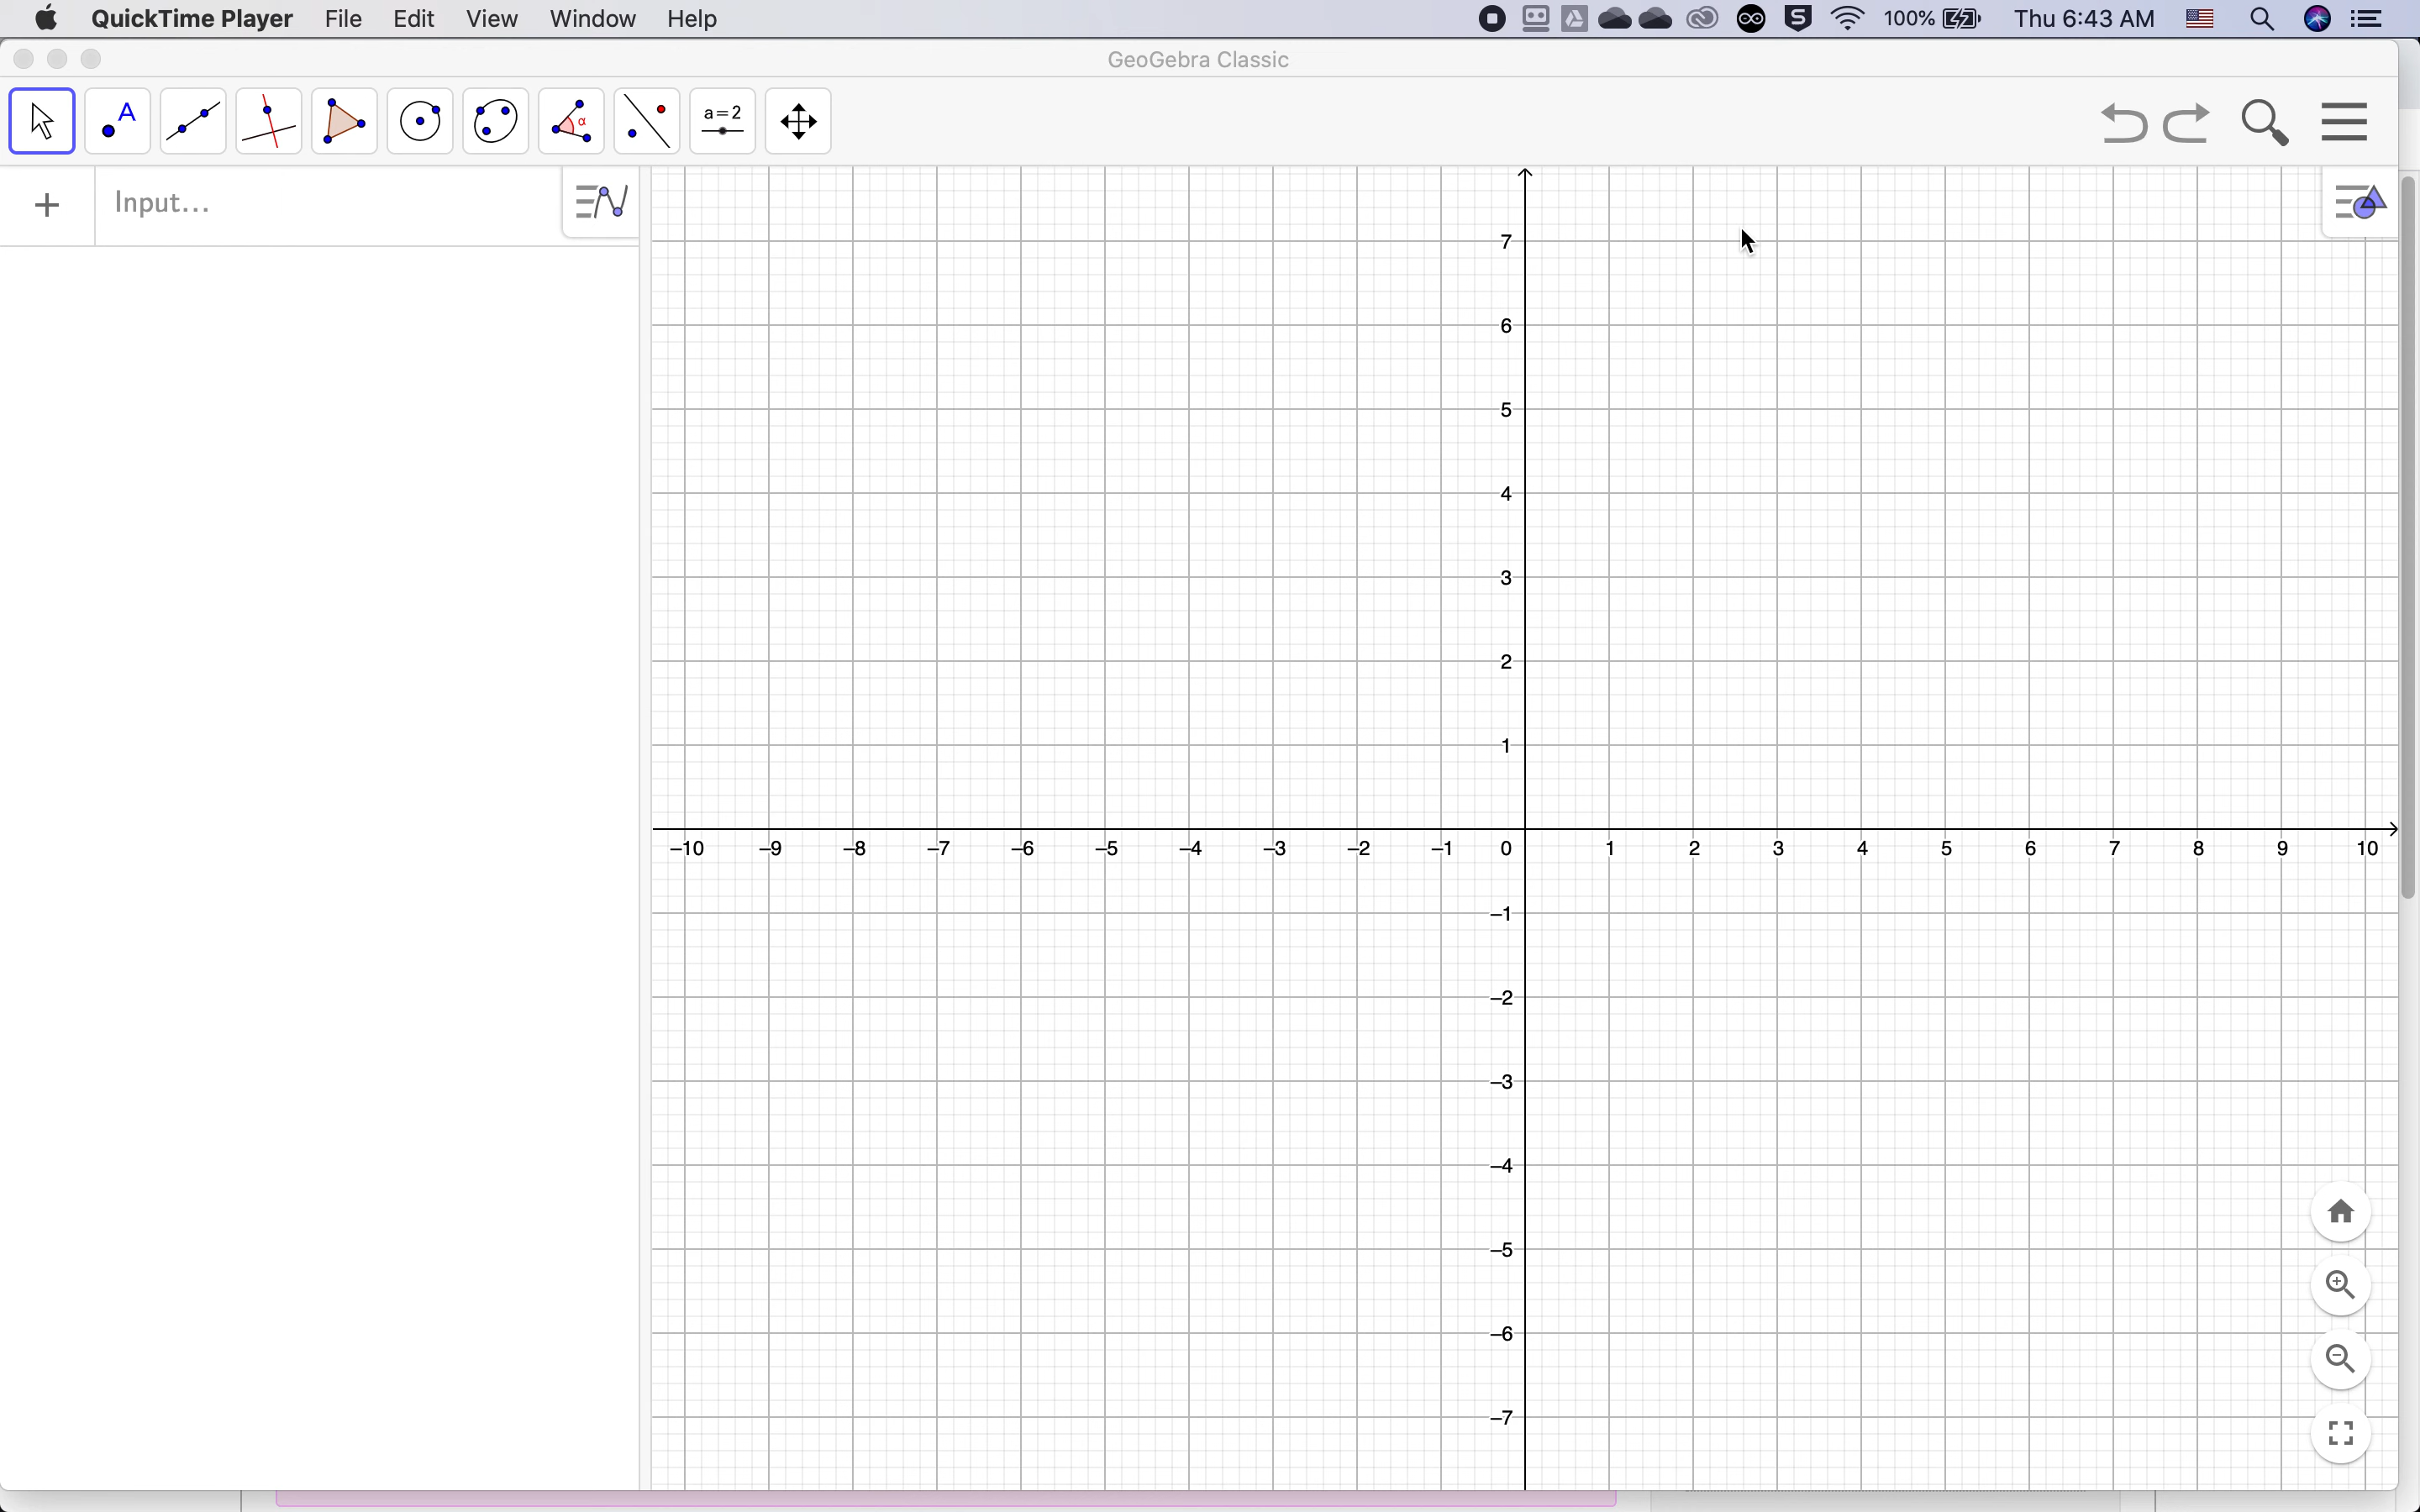 QuickTime Player File Edit View Window Help 100% Thu 6:43 AM
GeoGebra Classic
A α a=2
Input...
7
6
5
4
3
2
1
–10 –9 –8 –7 –6 –5 –4 –3 –2 –1 0 1 2 3 4 5 6 7 8 9 10
–1
–2
–3
–4
–5
–6
–7